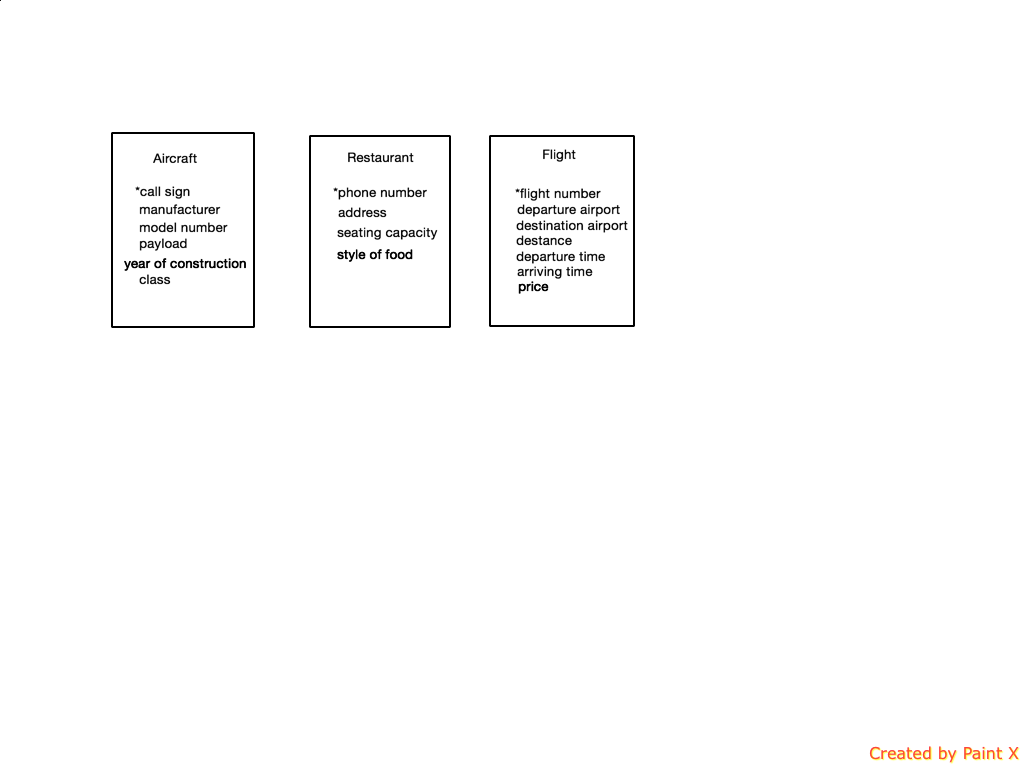 Aircraft
*call sign
manufacturer
model number
payload
year of construction
class
Restaurant
*phone number
address
seating capacity
style of food
Flight
*flight number
departure airport
destination airport
destance
departure time
arriving time
price
Created by Paint X